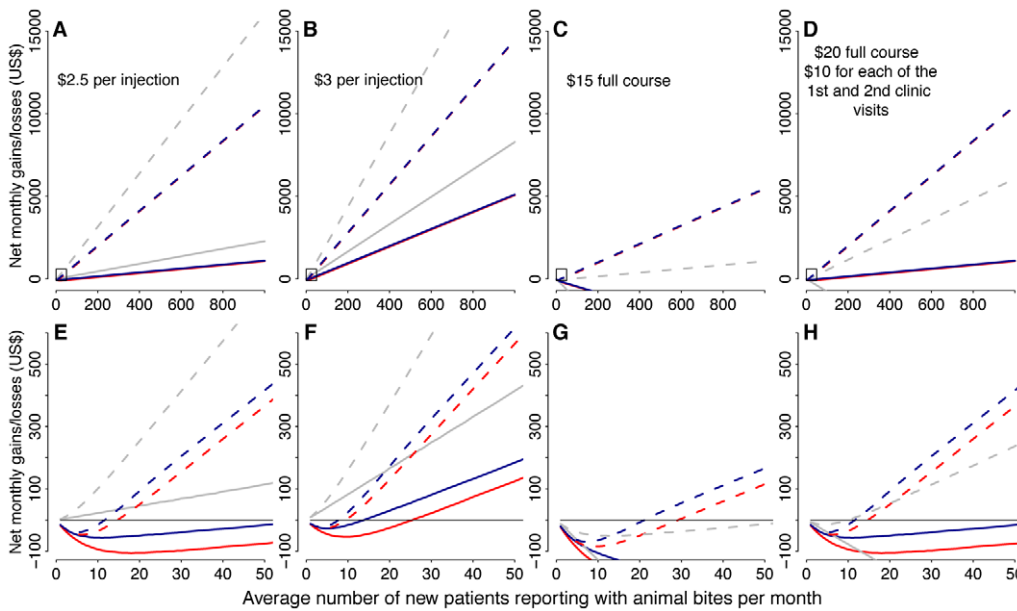 A
B
C
D
$2.5 per injection
$3 per injection
$15 full course
$20 full course
$10 for each of the
1st and 2nd clinic
visits
Net monthly gains/losses (US$)
0 5000 10000 15000
0 200 400 600 800
0 5000 10000 15000
0 200 400 600 800
0 5000 10000 15000
0 200 400 600 800
0 5000 10000 15000
0 200 400 600 800
E
F
G
H
Net monthly gains/losses (US$)
−100 100 300 500
0 10 20 30 40 50
−100 100 300 500
0 10 20 30 40 50
−100 100 300 500
0 10 20 30 40 50
−100 100 300 500
0 10 20 30 40 50
Average number of new patients reporting with animal bites per month